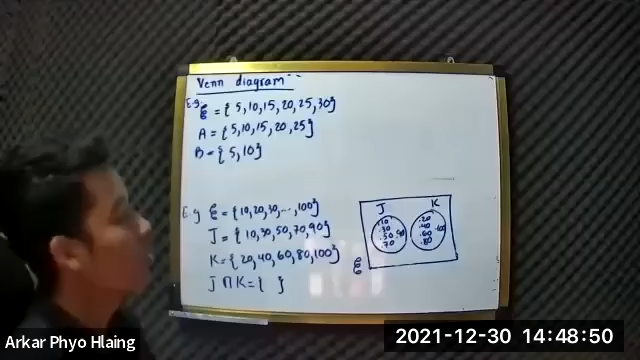 Venn diagram
E.g. ℰ = { 5, 10, 15, 20, 25, 30}
A = { 5, 10, 15, 20, 25}
B = { 5, 10}
E.g ℰ = {10, 20, 30, ..., 100}
J = {10, 30, 50, 70, 90}
K = {20, 40, 60, 80, 100}
J ∩ K = { }
J K
.10 .20
.30 .40
.50 .90 .60 .100
.70 .80
ℰ
Arkar Phyo Hlaing
2021-12-30 14:48:50